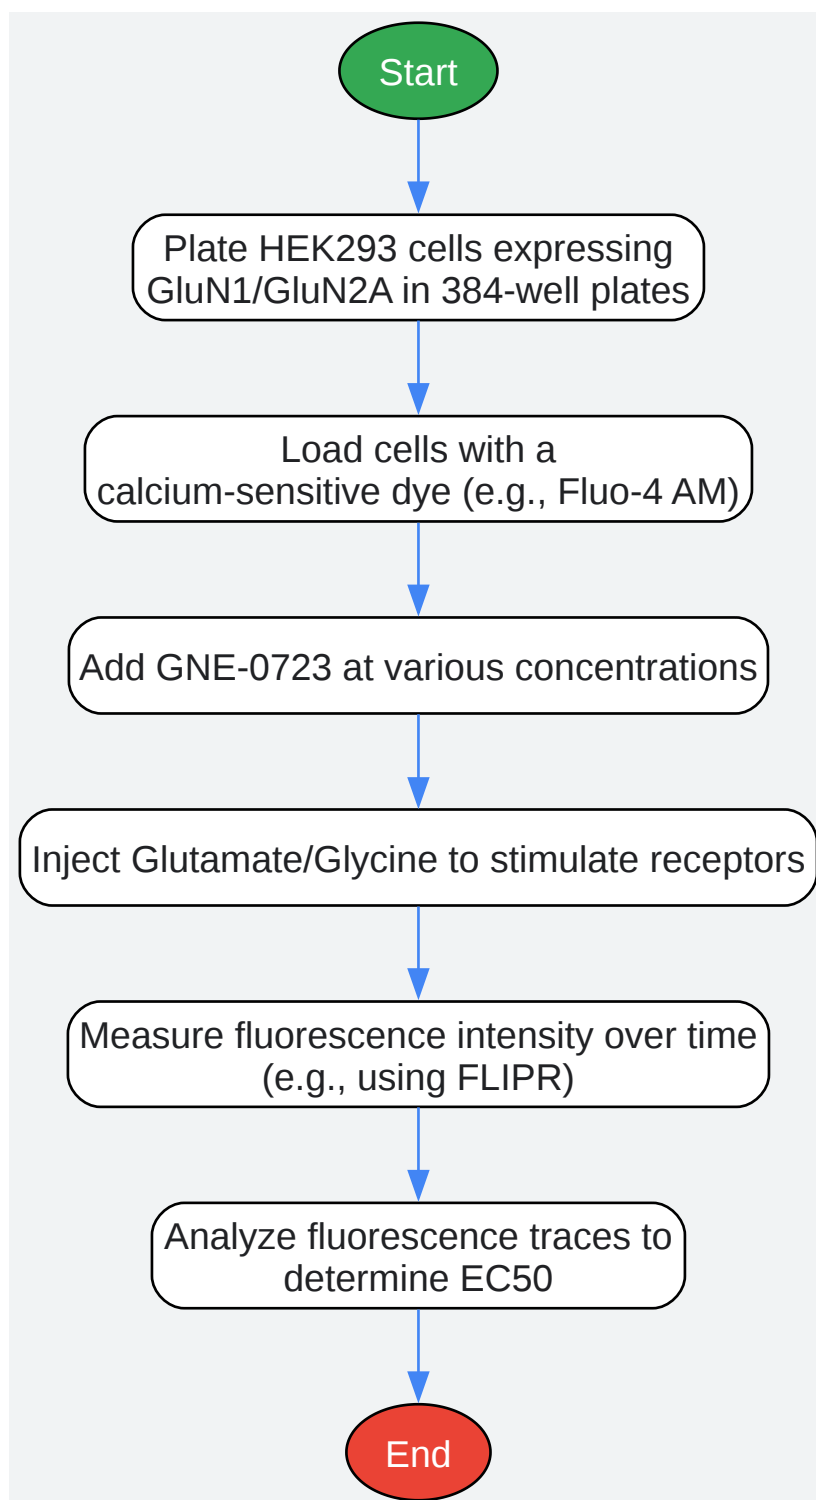 Start
Plate HEK293 cells expressing
GluN1/GluN2A in 384-well plates
Load cells with a
calcium-sensitive dye (e.g., Fluo-4 AM)
Add GNE-0723 at various concentrations
Inject Glutamate/Glycine to stimulate receptors
Measure fluorescence intensity over time
(e.g., using FLIPR)
Analyze fluorescence traces to
determine EC50
End